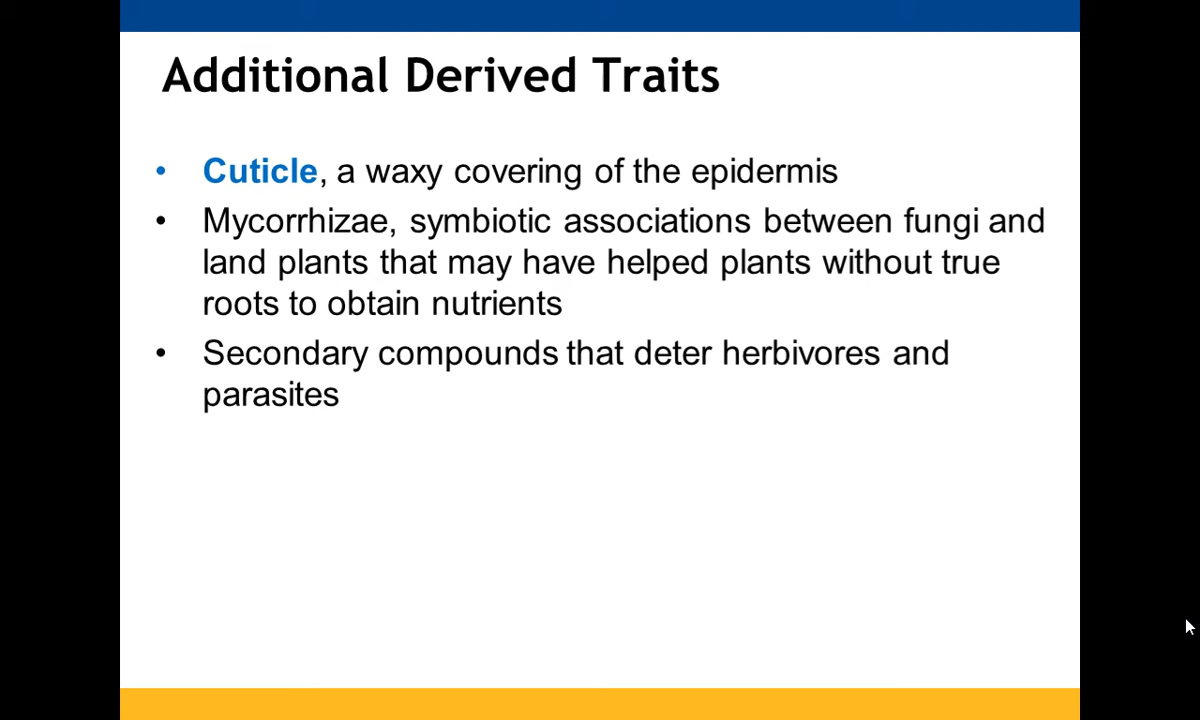 Additional Derived Traits
• Cuticle, a waxy covering of the epidermis
• Mycorrhizae, symbiotic associations between fungi and
land plants that may have helped plants without true
roots to obtain nutrients
• Secondary compounds that deter herbivores and
parasites